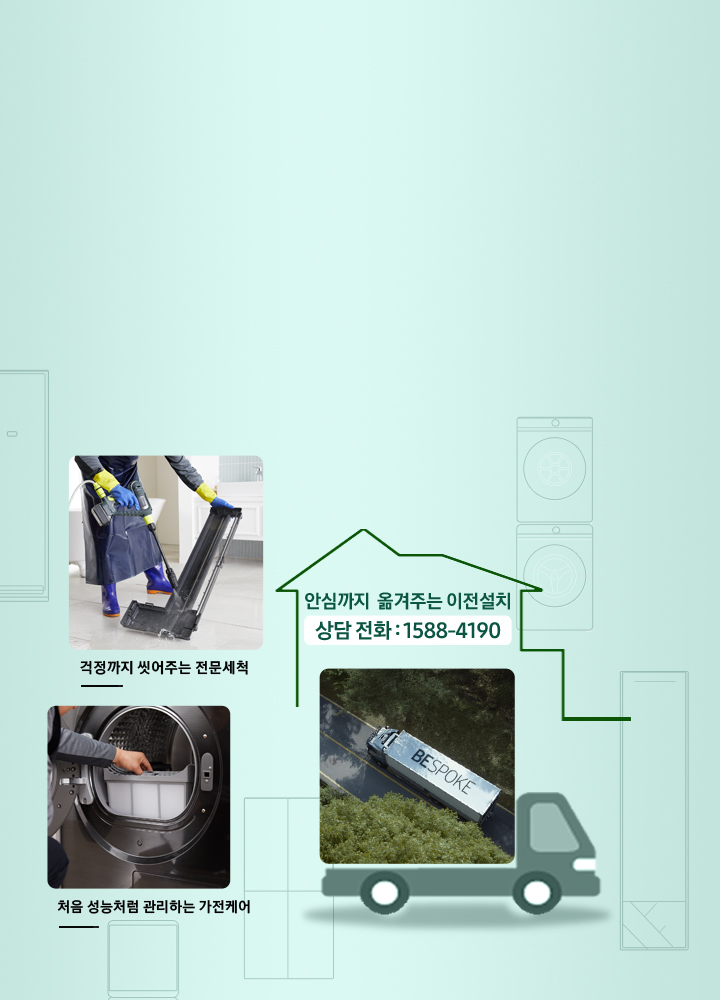 안심까지 옮겨주는 이전설치
상담 전화 : 1588-4190
걱정까지 씻어주는 전문세척
BESPOKE
처음 성능처럼 관리하는 가전케어